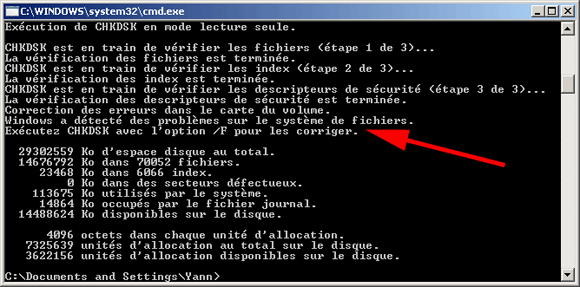 C:\WINDOWS\system32\cmd.exe
Exécution de CHKDSK en mode lecture seule.
CHKDSK est en train de vérifier les fichiers (étape 1 de 3)...
La vérification des fichiers est terminée.
CHKDSK est en train de vérifier les index (étape 2 de 3)...
La vérification des index est terminée.
CHKDSK est en train de vérifier les descripteurs de sécurité (étape 3 de 3)...
La vérification des descripteurs de sécurité est terminée.
Correction des erreurs dans le carte du volume.
Windows a détecté des problèmes sur le système de fichiers.
Exécutez CHKDSK avec l'option /F pour les corriger.
29302559 Ko d'espace disque au total.
14676792 Ko dans 70052 fichiers.
23468 Ko dans 6066 index.
0 Ko dans des secteurs défectueux.
113675 Ko utilisés par le système.
14864 Ko occupés par le fichier journal.
14488624 Ko disponibles sur le disque.
4096 octets dans chaque unité d'allocation.
7325639 unités d'allocation au total sur le disque.
3622156 unités d'allocation disponibles sur le disque.
C:\Documents and Settings\Yann>